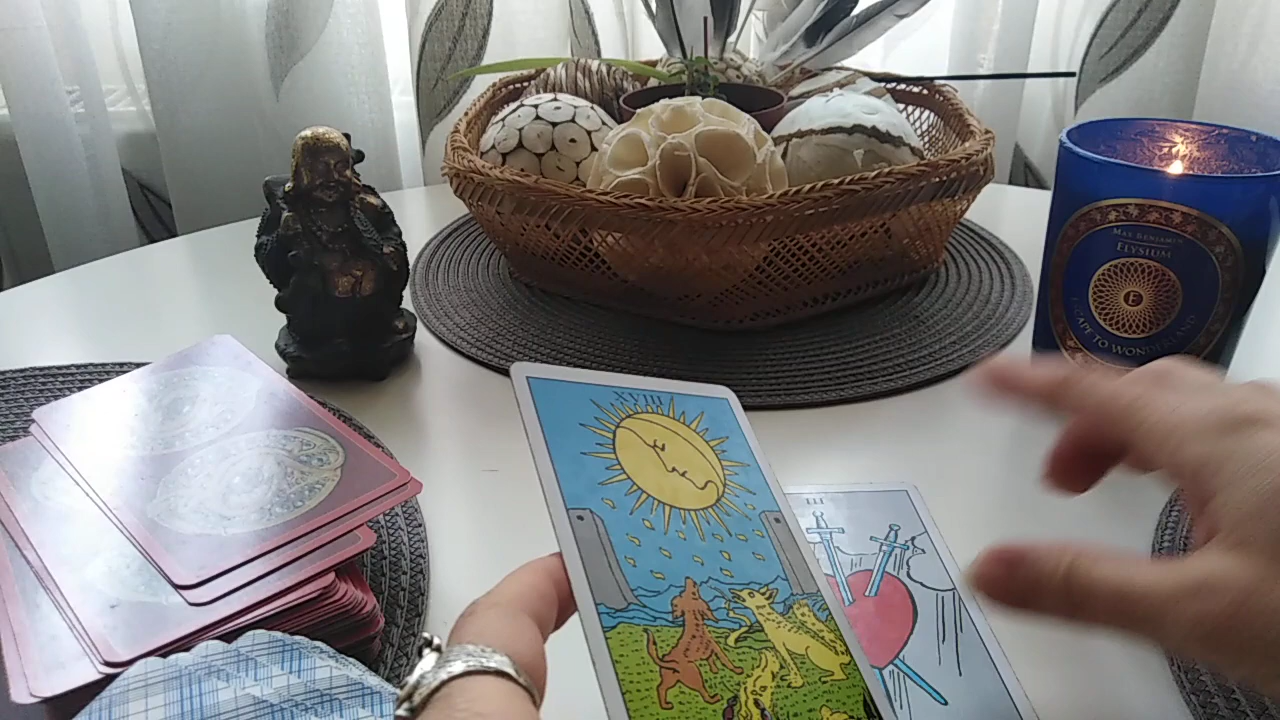 XVIII
III
MAX BENJAMIN
ELYSIUM
E
ESCAPE TO WONDERLAND